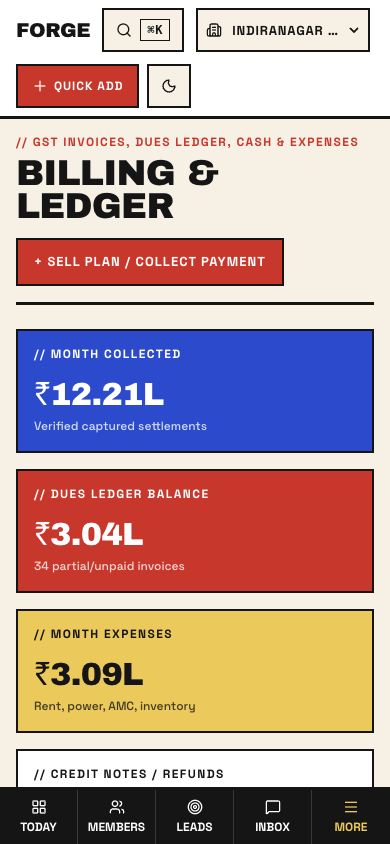 FORGE
⌘K
INDIRANAGAR ...
+ QUICK ADD
// GST INVOICES, DUES LEDGER, CASH & EXPENSES
BILLING &
LEDGER
+ SELL PLAN / COLLECT PAYMENT
// MONTH COLLECTED
₹12.21L
Verified captured settlements
// DUES LEDGER BALANCE
₹3.04L
34 partial/unpaid invoices
// MONTH EXPENSES
₹3.09L
Rent, power, AMC, inventory
// CREDIT NOTES / REFUNDS
TODAY
MEMBERS
LEADS
INBOX
MORE